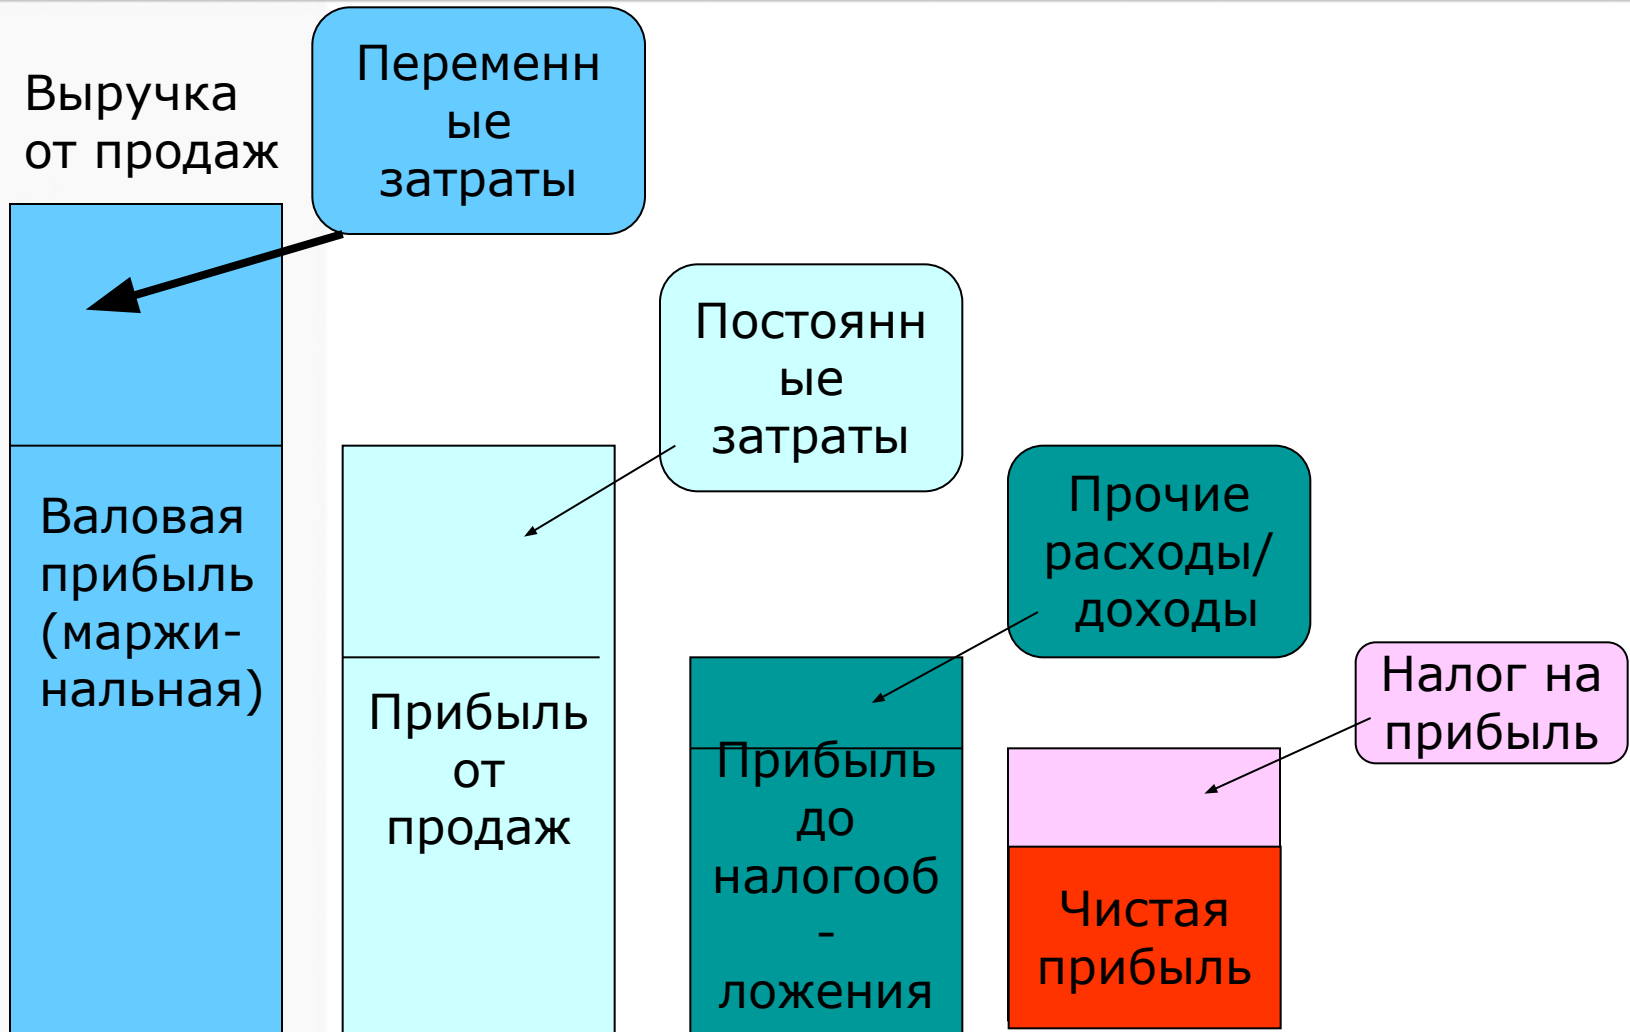 Выручка
от продаж
Переменн
ые
затраты
Постоянн
ые
затраты
Валовая
прибыль
(маржи-
нальная)
Прочие
расходы/
доходы
Прибыль
от
продаж
Налог на
прибыль
Прибыль
до
налогооб
-
ложения
Чистая
прибыль